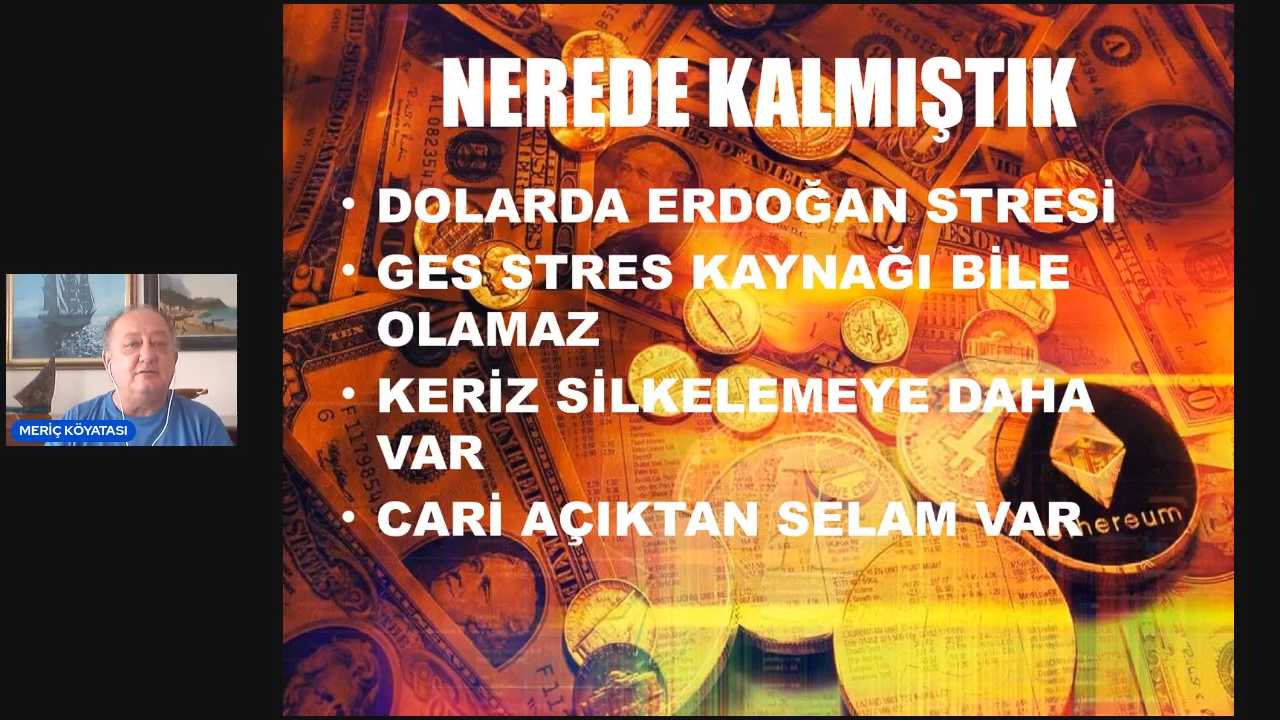 NEREDE KALMIŞTIK
• DOLARDA ERDOĞAN STRESİ
• GES STRES KAYNAĞI BİLE
OLAMAZ
• KERİZ SİLKELEMEYE DAHA
VAR
• CARİ AÇIKTAN SELAM VAR
MERİÇ KÖYATASI
ethereum